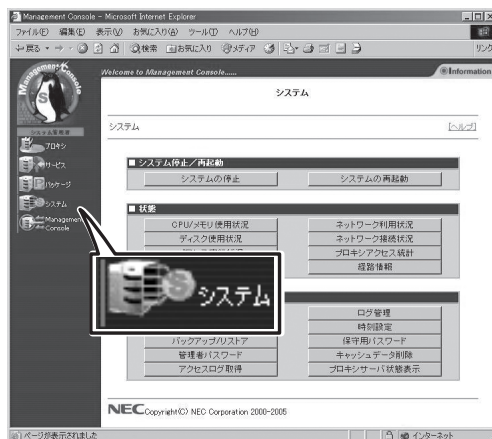 Management Console - Microsoft Internet Explorer
ファイル(F) 編集(E) 表示(V) お気に入り(A) ツール(T) ヘルプ(H)
戻る 検索 お気に入り メディア リンク
Management Console
Welcome to Management Console......
Information
システム
システム管理者
システム [ヘルプ]
プロキシ
サービス
パッケージ
システム
Management Console
■ システム停止/再起動
システムの停止 システムの再起動
■ 状態
CPU/メモリ使用状況 ネットワーク利用状況
ディスク使用状況 ネットワーク接続状況
プロキシアクセス統計
経路情報
システム
ログ管理
時刻設定
バックアップ/リストア 保守用パスワード
管理者パスワード キャッシュデータ削除
アクセスログ取得 プロキシサーバ状態表示
NEC Copyright(C) NEC Corporation 2000-2005
ページが表示されました インターネット